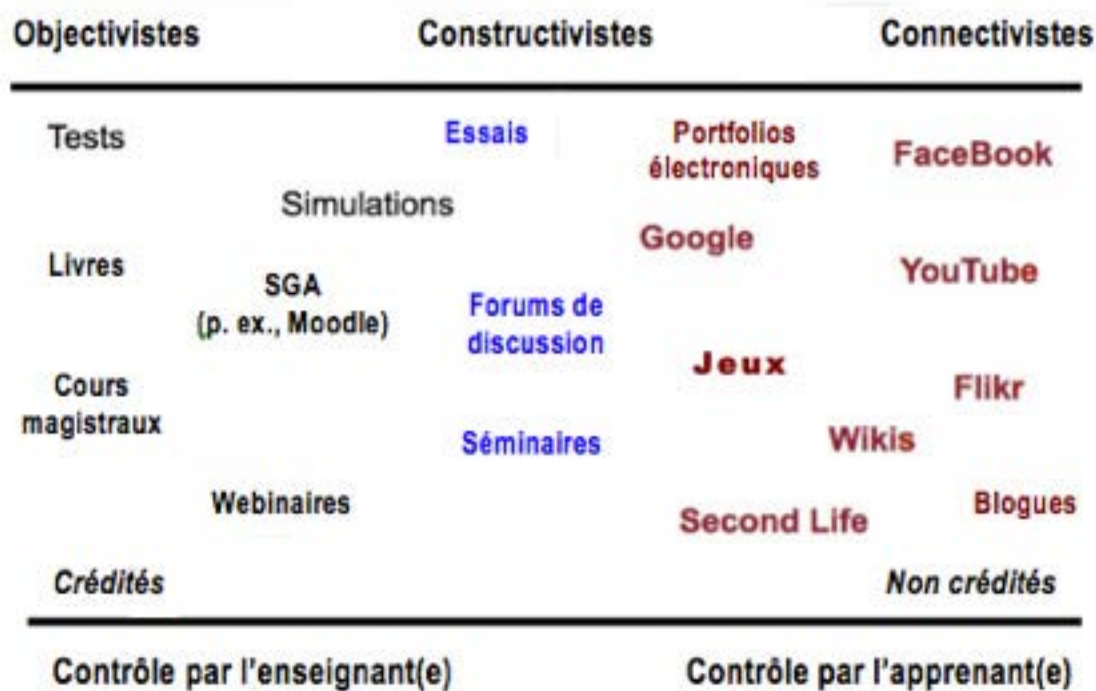 Objectivistes Constructivistes Connectivistes
Tests Essais Portfolios
électroniques FaceBook
Simulations
Google
Livres YouTube
SGA
(p. ex., Moodle) Forums de
discussion
Jeux
Cours
magistraux Flikr
Séminaires Wikis
Webinaires Second Life Blogues
Crédités Non crédités
Contrôle par l'enseignant(e) Contrôle par l'apprenant(e)